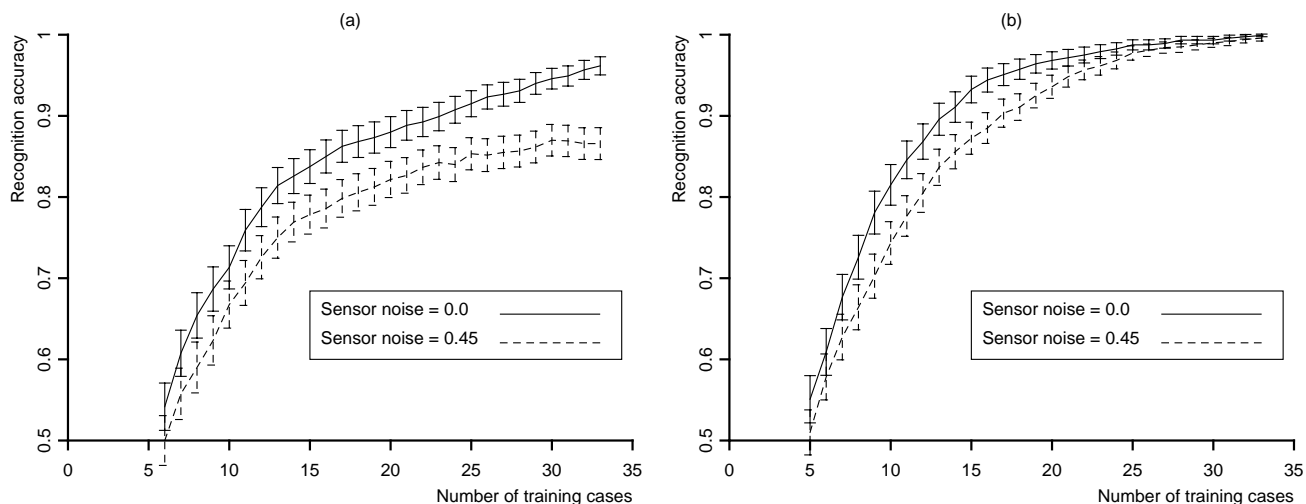 (a)
Recognition accuracy
1
0.9
0.8
0.7
0.6
0.5
Sensor noise = 0.0
Sensor noise = 0.45
0 5 10 15 20 25 30 35
Number of training cases
(b)
Recognition accuracy
1
0.9
0.8
0.7
0.6
0.5
Sensor noise = 0.0
Sensor noise = 0.45
0 5 10 15 20 25 30 35
Number of training cases